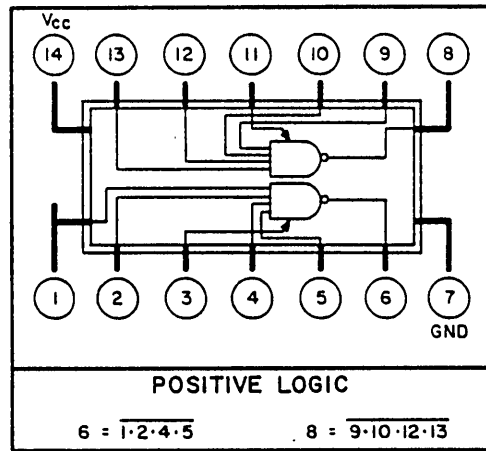 Vcc
14 13 12 11 10 9 8
1 2 3 4 5 6 7
GND
POSITIVE LOGIC
6 = 1·2·4·5 8 = 9·10·12·13